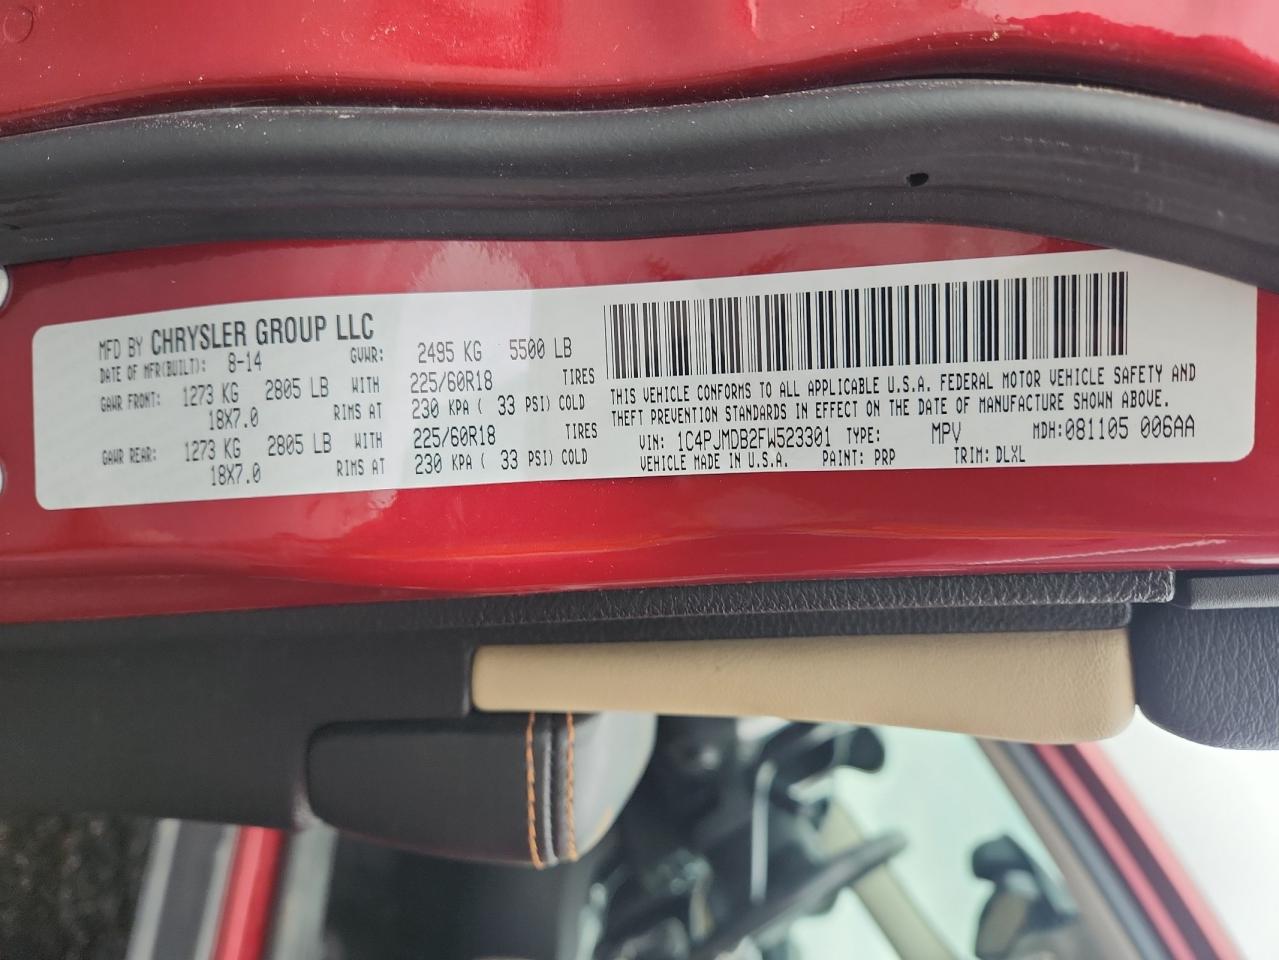 MFD BY CHRYSLER GROUP LLC
DATE OF MFR(BUILT): 8-14 GVWR: 2495 KG 5500 LB
GAWR FRONT: 1273 KG 2805 LB WITH 225/60R18 TIRES
18X7.0 RIMS AT 230 KPA ( 33 PSI) COLD
GAWR REAR: 1273 KG 2805 LB WITH 225/60R18 TIRES
18X7.0 RIMS AT 230 KPA ( 33 PSI) COLD
THIS VEHICLE CONFORMS TO ALL APPLICABLE U.S.A. FEDERAL MOTOR VEHICLE SAFETY AND
THEFT PREVENTION STANDARDS IN EFFECT ON THE DATE OF MANUFACTURE SHOWN ABOVE.
VIN: 1C4PJMDB2FW523301 TYPE: MPV MDH:081105 006AA
VEHICLE MADE IN U.S.A. PAINT: PRP TRIM: DLXL